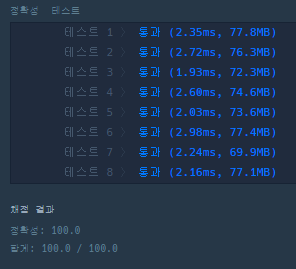 정확성 테스트
테스트 1 〉 통과 (2.35ms, 77.8MB)
테스트 2 〉 통과 (2.72ms, 76.3MB)
테스트 3 〉 통과 (1.93ms, 72.3MB)
테스트 4 〉 통과 (2.60ms, 74.6MB)
테스트 5 〉 통과 (2.03ms, 73.6MB)
테스트 6 〉 통과 (2.98ms, 77.4MB)
테스트 7 〉 통과 (2.24ms, 69.9MB)
테스트 8 〉 통과 (2.16ms, 77.1MB)
채점 결과
정확성: 100.0
합계: 100.0 / 100.0